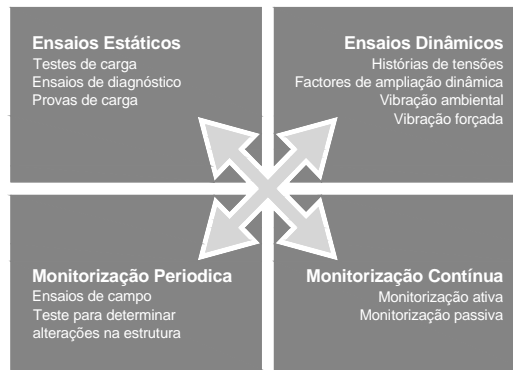 Ensaios Estáticos
Testes de carga
Ensaios de diagnóstico
Provas de carga
Ensaios Dinâmicos
Histórias de tensões
Factores de ampliação dinâmica
Vibração ambiental
Vibração forçada
Monitorização Periodica
Ensaios de campo
Teste para determinar
alterações na estrutura
Monitorização Contínua
Monitorização ativa
Monitorização passiva